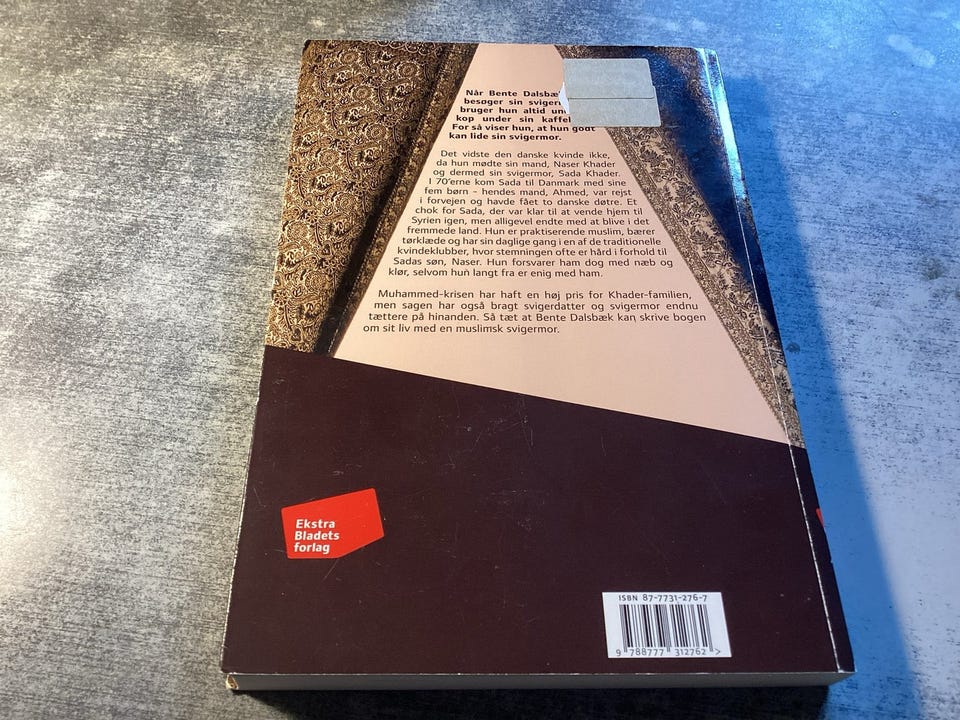 Når Bente Dalsbæ
besøger sin svigerm
bruger hun altid un
kop under sin kaffe
For så viser hun, at hun godt
kan lide sin svigermor.
Det vidste den danske kvinde ikke,
da hun mødte sin mand, Naser Khader
og dermed sin svigermor, Sada Khader.
I 70'erne kom Sada til Danmark med sine
fem børn – hendes mand, Ahmed, var rejst
i forvejen og havde fået to danske døtre. Et
chok for Sada, der var klar til at vende hjem til
Syrien igen, men alligevel endte med at blive i det
fremmede land. Hun er praktiserende muslim, bærer
tørklæde og har sin daglige gang i en af de traditionelle
kvindeklubber, hvor stemningen ofte er hård i forhold til
Sadas søn, Naser. Hun forsvarer ham dog med næb og
klør, selvom hun langt fra er enig med ham.
Muhammed-krisen har haft en høj pris for Khader-familien,
men sagen har også bragt svigerdatter og svigermor endnu
tættere på hinanden. Så tæt at Bente Dalsbæk kan skrive bogen
om sit liv med en muslimsk svigermor.
Ekstra
Bladets
forlag
ISBN 87-7731-276-7
9 788777 312762 >